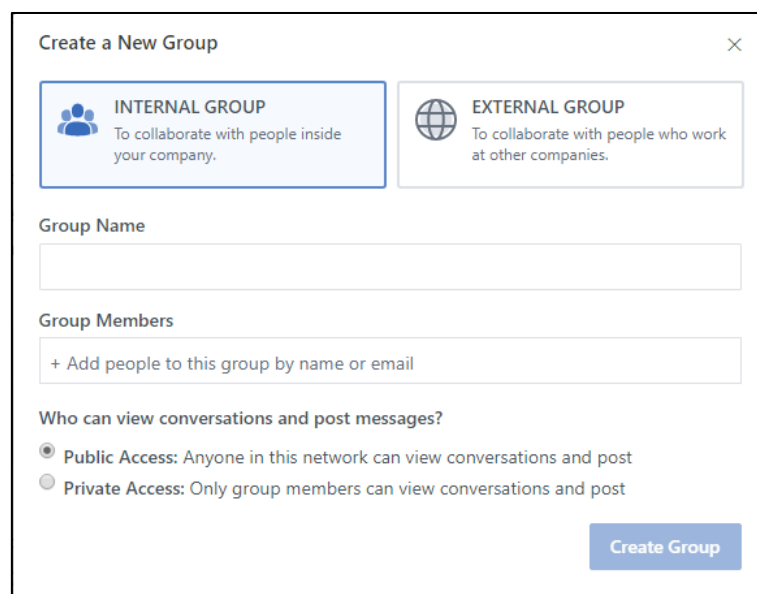 Create a New Group
INTERNAL GROUP
To collaborate with people inside
your company.
EXTERNAL GROUP
To collaborate with people who work
at other companies.
Group Name
Group Members
+ Add people to this group by name or email
Who can view conversations and post messages?
Public Access: Anyone in this network can view conversations and post
Private Access: Only group members can view conversations and post
Create Group